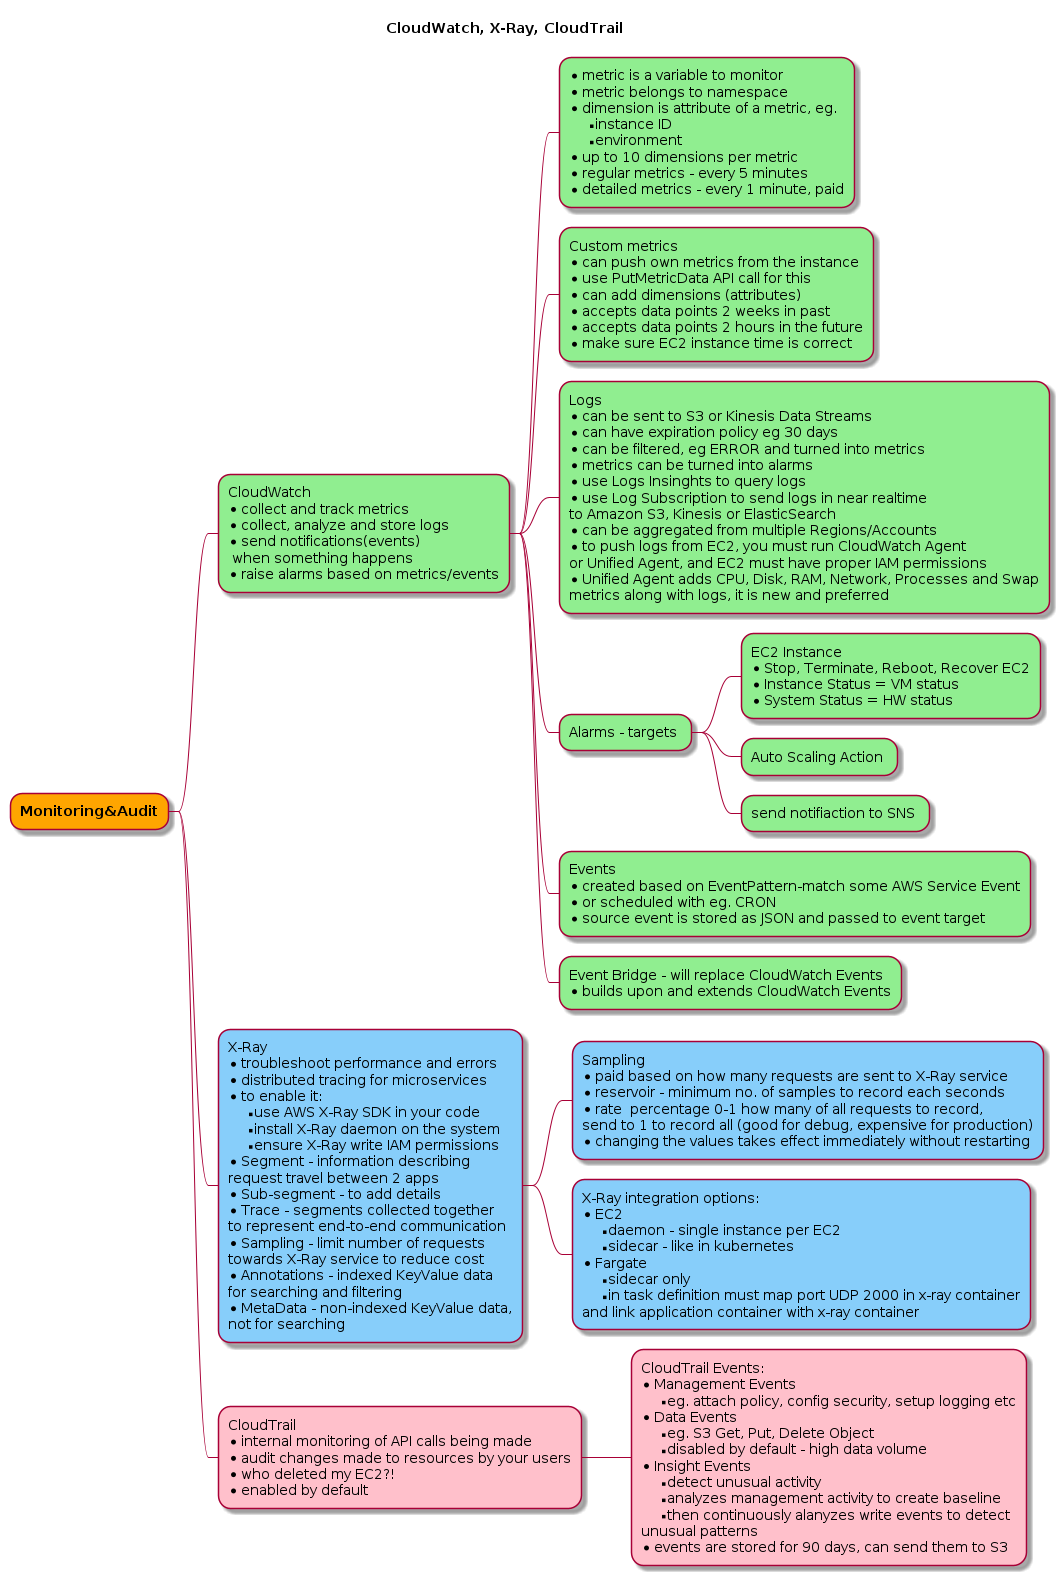 CloudWatch, X-Ray, CloudTrail
• metric is a variable to monitor
• metric belongs to namespace
• dimension is attribute of a metric, eg.
▪instance ID
▪environment
• up to 10 dimensions per metric
• regular metrics - every 5 minutes
• detailed metrics - every 1 minute, paid
Custom metrics
• can push own metrics from the instance
• use PutMetricData API call for this
• can add dimensions (attributes)
• accepts data points 2 weeks in past
• accepts data points 2 hours in the future
• make sure EC2 instance time is correct
Logs
• can be sent to S3 or Kinesis Data Streams
• can have expiration policy eg 30 days
• can be filtered, eg ERROR and turned into metrics
• metrics can be turned into alarms
• use Logs Insinghts to query logs
• use Log Subscription to send logs in near realtime
to Amazon S3, Kinesis or ElasticSearch
• can be aggregated from multiple Regions/Accounts
• to push logs from EC2, you must run CloudWatch Agent
or Unified Agent, and EC2 must have proper IAM permissions
• Unified Agent adds CPU, Disk, RAM, Network, Processes and Swap
metrics along with logs, it is new and preferred
CloudWatch
• collect and track metrics
• collect, analyze and store logs
• send notifications(events)
when something happens
• raise alarms based on metrics/events
EC2 Instance
• Stop, Terminate, Reboot, Recover EC2
• Instance Status = VM status
• System Status = HW status
Alarms - targets
Auto Scaling Action
send notifiaction to SNS
Monitoring&Audit
Events
• created based on EventPattern-match some AWS Service Event
• or scheduled with eg. CRON
• source event is stored as JSON and passed to event target
Event Bridge - will replace CloudWatch Events
• builds upon and extends CloudWatch Events
X-Ray
• troubleshoot performance and errors
• distributed tracing for microservices
• to enable it:
▪use AWS X-Ray SDK in your code
▪install X-Ray daemon on the system
▪ensure X-Ray write IAM permissions
• Segment - information describing
request travel between 2 apps
• Sub-segment - to add details
• Trace - segments collected together
to represent end-to-end communication
• Sampling - limit number of requests
towards X-Ray service to reduce cost
• Annotations - indexed KeyValue data
for searching and filtering
• MetaData - non-indexed KeyValue data,
not for searching
Sampling
• paid based on how many requests are sent to X-Ray service
• reservoir - minimum no. of samples to record each seconds
• rate  percentage 0-1 how many of all requests to record,
send to 1 to record all (good for debug, expensive for production)
• changing the values takes effect immediately without restarting
X-Ray integration options:
• EC2
▪daemon - single instance per EC2
▪sidecar - like in kubernetes
• Fargate
▪sidecar only
▪in task definition must map port UDP 2000 in x-ray container
and link application container with x-ray container
CloudTrail
• internal monitoring of API calls being made
• audit changes made to resources by your users
• who deleted my EC2?!
• enabled by default
CloudTrail Events:
• Management Events
▪eg. attach policy, config security, setup logging etc
• Data Events
▪eg. S3 Get, Put, Delete Object
▪disabled by default - high data volume
• Insight Events
▪detect unusual activity
▪analyzes management activity to create baseline
▪then continuously alanyzes write events to detect
unusual patterns
• events are stored for 90 days, can send them to S3